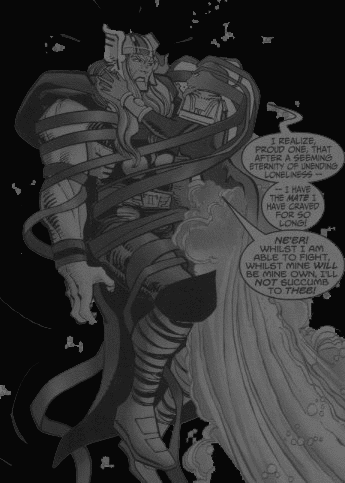 I REALIZE,
PROUD ONE, THAT
AFTER A SEEMING
ETERNITY OF UNENDING
LONELINESS --
-- I HAVE
THE MATE I
HAVE CRAVED
FOR SO
LONG!
NE'ER!
WHILST I AM
ABLE TO FIGHT,
WHILST MINE WILL
BE MINE OWN, I'LL
NOT SUCCUMB
TO THEE!